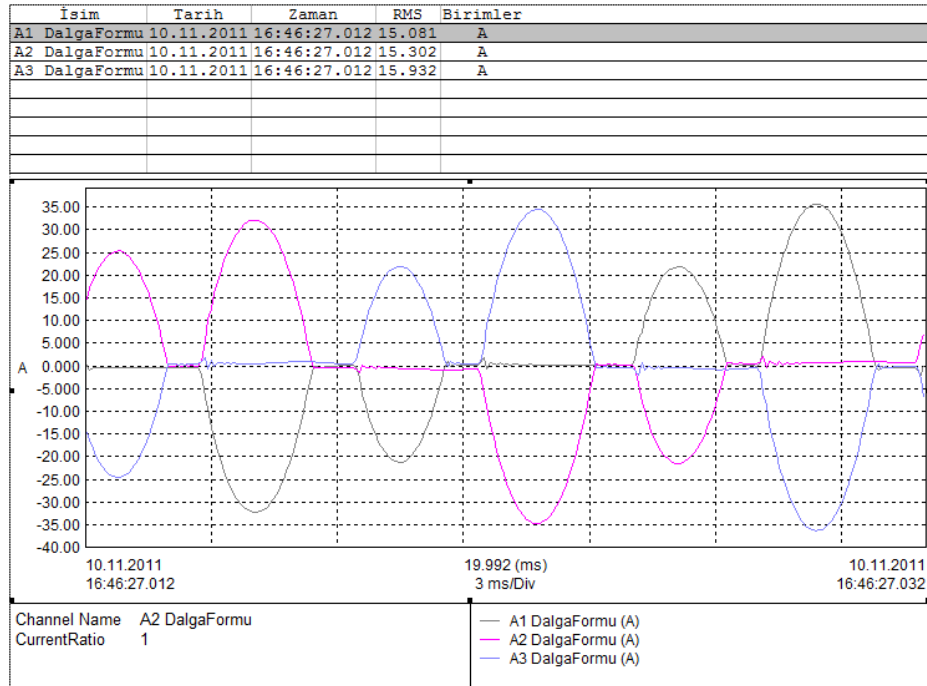 İsim Tarih Zaman RMS Birimler
A1 DalgaFormu 10.11.2011 16:46:27.012 15.081 A
A2 DalgaFormu 10.11.2011 16:46:27.012 15.302 A
A3 DalgaFormu 10.11.2011 16:46:27.012 15.932 A
35.00
30.00
25.00
20.00
15.00
10.00
5.000
A 0.000
-5.000
-10.00
-15.00
-20.00
-25.00
-30.00
-35.00
-40.00
10.11.2011 19.992 (ms) 10.11.2011
16:46:27.012 3 ms/Div 16:46:27.032
Channel Name A2 DalgaFormu
CurrentRatio 1
A1 DalgaFormu (A)
A2 DalgaFormu (A)
A3 DalgaFormu (A)